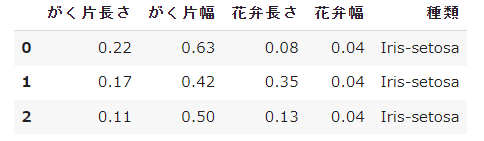 がく片長さ がく片幅 花弁長さ 花弁幅 種類
0 0.22 0.63 0.08 0.04 Iris-setosa
1 0.17 0.42 0.35 0.04 Iris-setosa
2 0.11 0.50 0.13 0.04 Iris-setosa